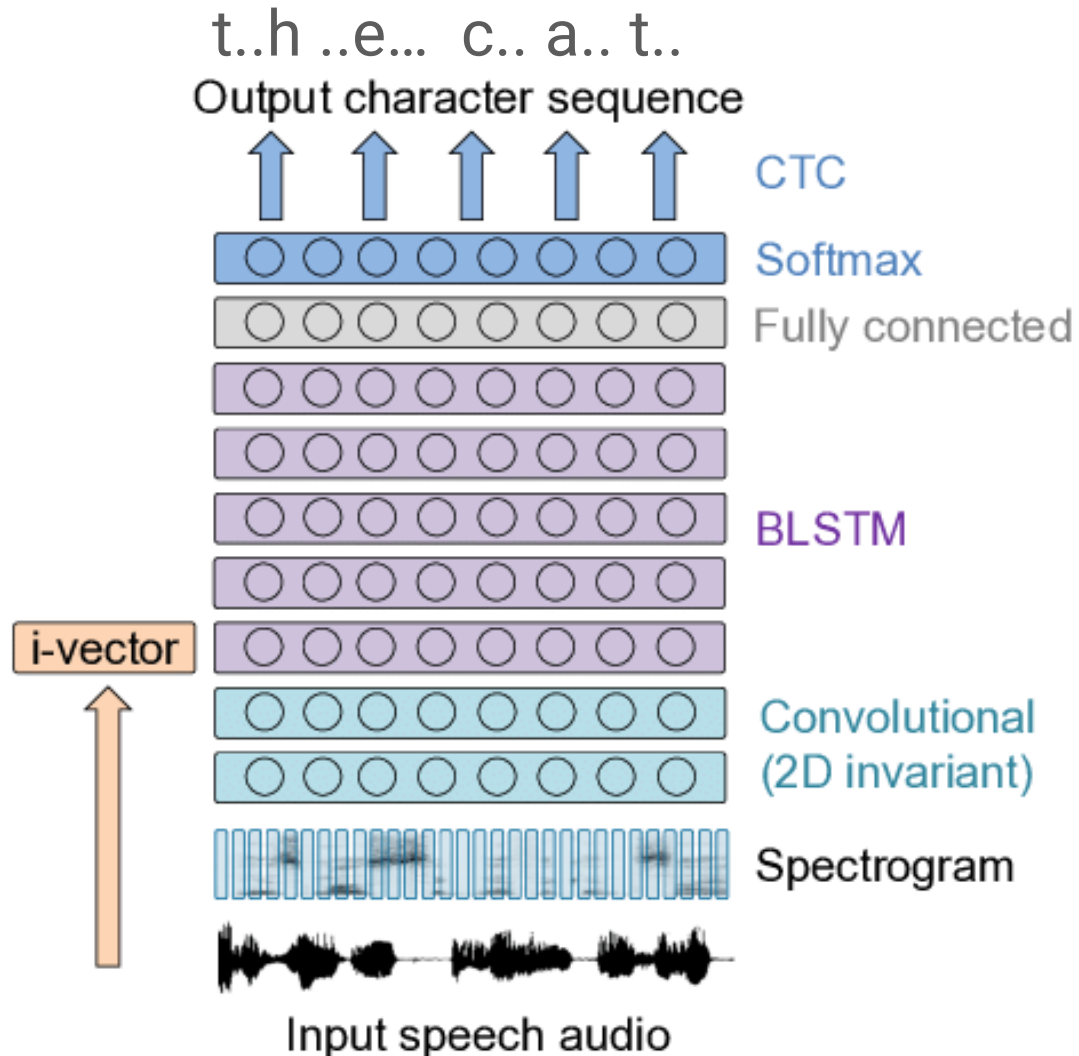 t..h ..e... c.. a.. t..
Output character sequence
CTC
Softmax
Fully connected
BLSTM
i-vector
Convolutional
(2D invariant)
Spectrogram
Input speech audio